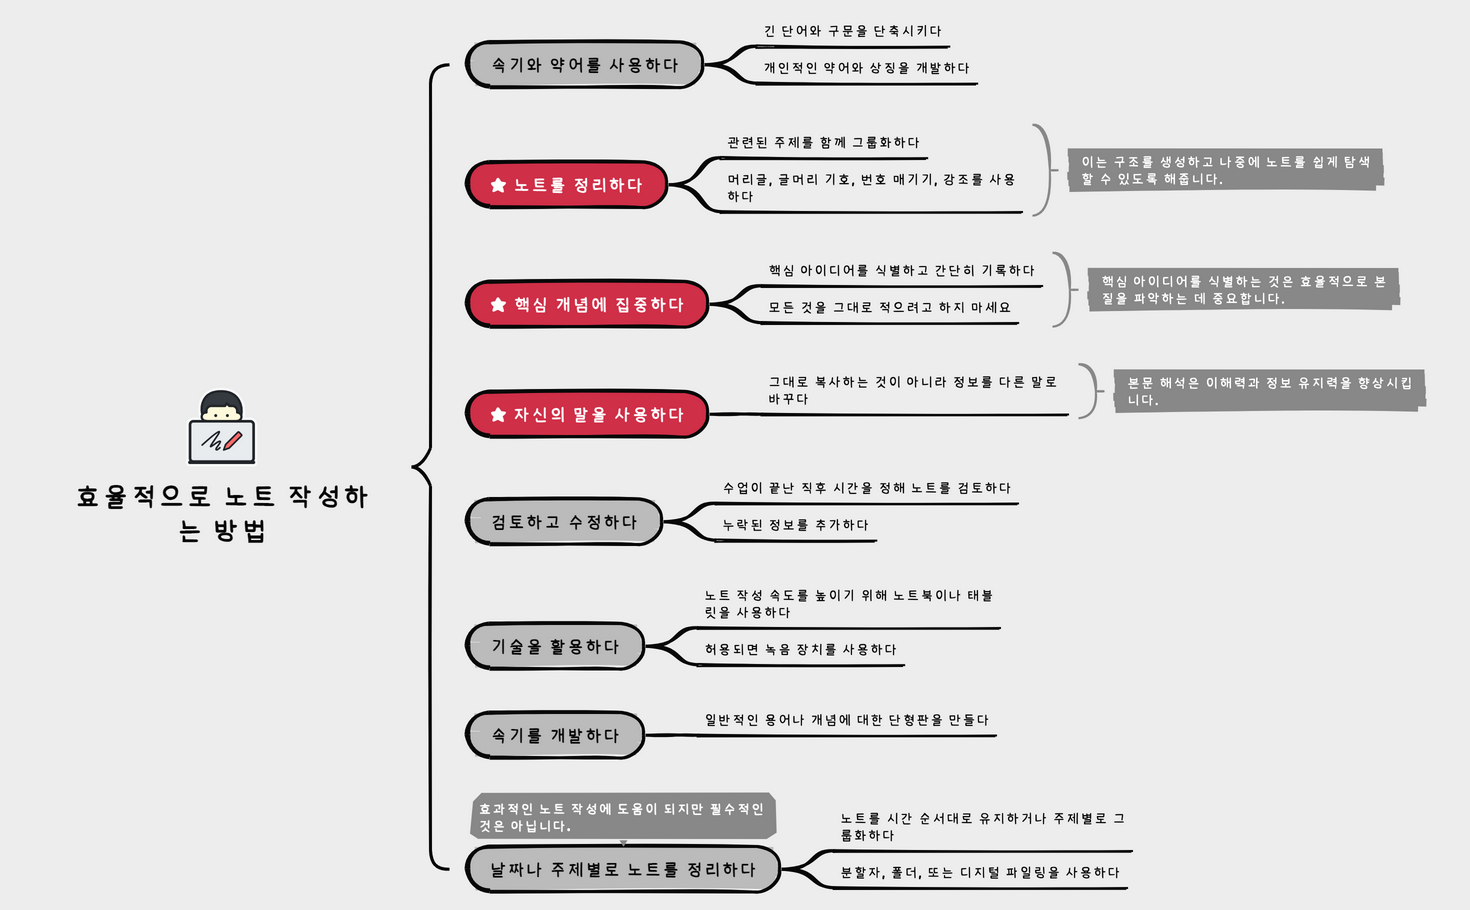 효율적으로 노트 작성하
는 방법
속기와 약어를 사용하다
긴 단어와 구문을 단축시키다
개인적인 약어와 상징을 개발하다
노트를 정리하다
관련된 주제를 함께 그룹화하다
머리글, 글머리 기호, 번호 매기기, 강조를 사용
하다
이는 구조를 생성하고 나중에 노트를 쉽게 탐색
할 수 있도록 해줍니다.
핵심 개념에 집중하다
핵심 아이디어를 식별하고 간단히 기록하다
모든 것을 그대로 적으려고 하지 마세요
핵심 아이디어를 식별하는 것은 효율적으로 본
질을 파악하는 데 중요합니다.
자신의 말을 사용하다
그대로 복사하는 것이 아니라 정보를 다른 말로
바꾸다
본문 해석은 이해력과 정보 유지력을 향상시킵
니다.
검토하고 수정하다
수업이 끝난 직후 시간을 정해 노트를 검토하다
누락된 정보를 추가하다
기술을 활용하다
노트 작성 속도를 높이기 위해 노트북이나 태블
릿을 사용하다
허용되면 녹음 장치를 사용하다
속기를 개발하다
일반적인 용어나 개념에 대한 단형판을 만들다
효과적인 노트 작성에 도움이 되지만 필수적인
것은 아닙니다.
날짜나 주제별로 노트를 정리하다
노트를 시간 순서대로 유지하거나 주제별로 그
룹화하다
분할자, 폴더, 또는 디지털 파일링을 사용하다